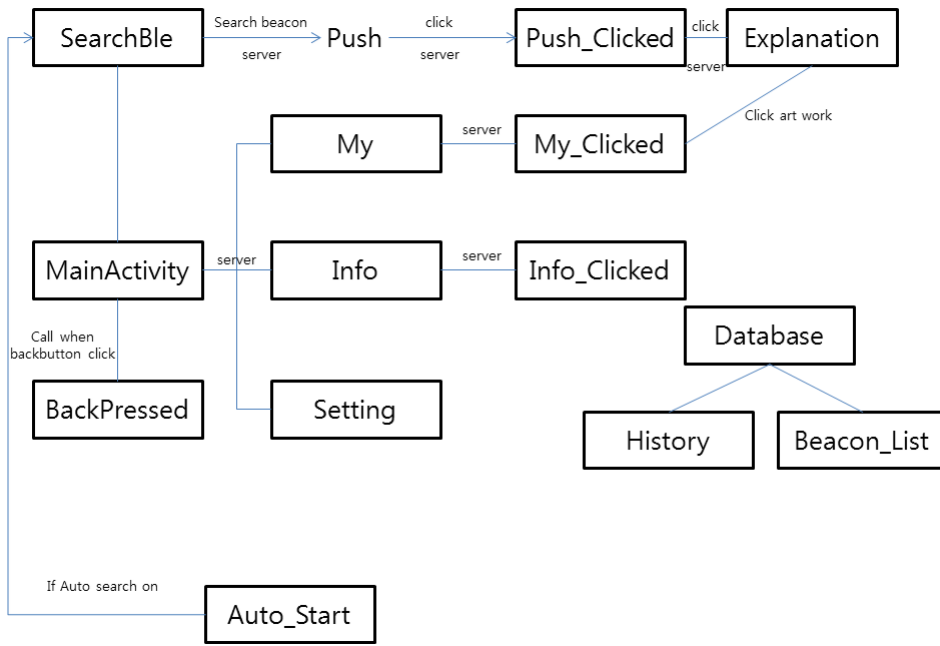 SearchBle
Search beacon
server
Push
click
server
Push_Clicked
click
server
Explanation
Click art work
My
server
My_Clicked
MainActivity
server
Info
server
Info_Clicked
Database
Call when
backbutton click
BackPressed
Setting
History
Beacon_List
If Auto search on
Auto_Start